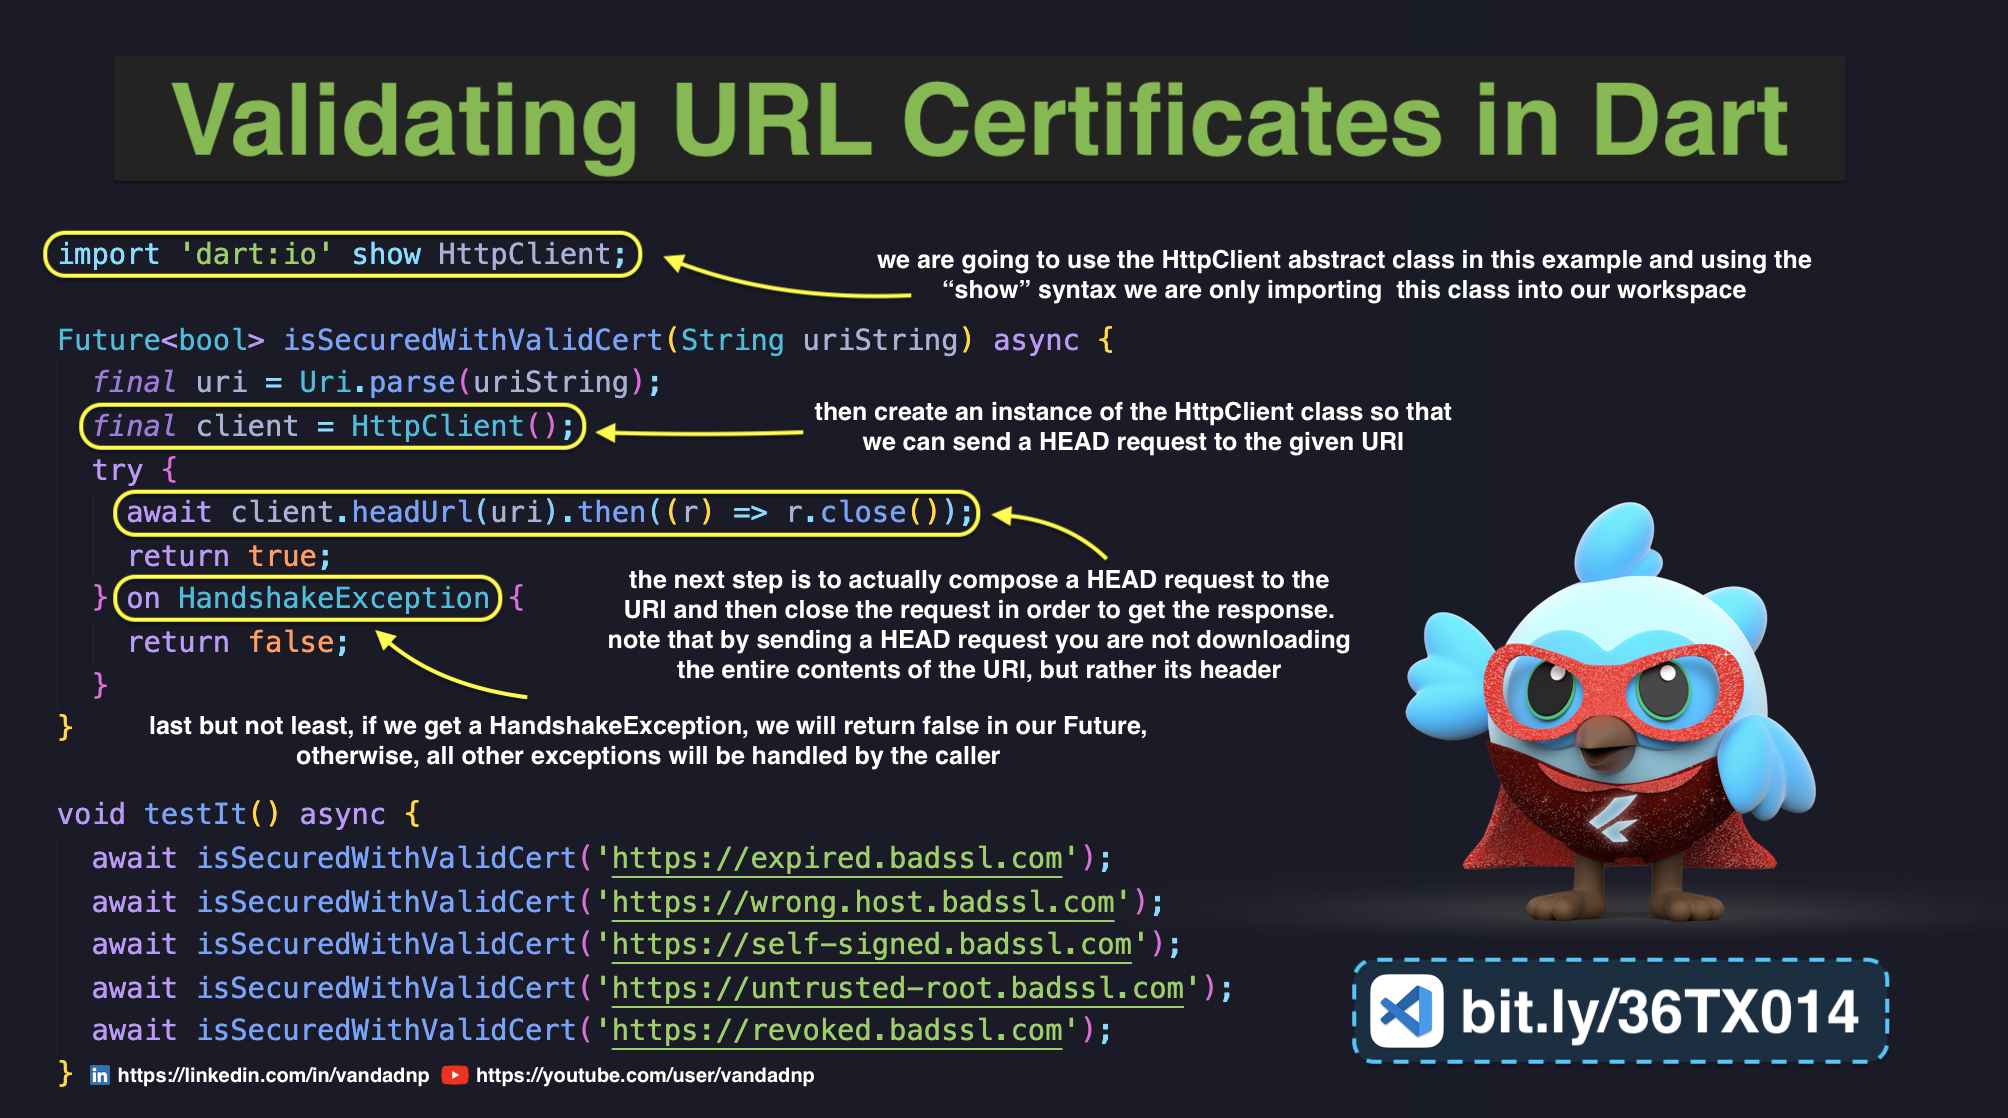 Validating URL Certificates in Dart
import 'dart:io' show HttpClient;
we are going to use the HttpClient abstract class in this example and using the
“show” syntax we are only importing  this class into our workspace
Future<bool> isSecuredWithValidCert(String uriString) async {
  final uri = Uri.parse(uriString);
  final client = HttpClient();
then create an instance of the HttpClient class so that
we can send a HEAD request to the given URI
  try {
    await client.headUrl(uri).then((r) => r.close());
    return true;
the next step is to actually compose a HEAD request to the
URI and then close the request in order to get the response.
note that by sending a HEAD request you are not downloading
the entire contents of the URI, but rather its header
  } on HandshakeException {
    return false;
  }
}
last but not least, if we get a HandshakeException, we will return false in our Future,
otherwise, all other exceptions will be handled by the caller
void testIt() async {
  await isSecuredWithValidCert('https://expired.badssl.com');
  await isSecuredWithValidCert('https://wrong.host.badssl.com');
  await isSecuredWithValidCert('https://self-signed.badssl.com');
  await isSecuredWithValidCert('https://untrusted-root.badssl.com');
  await isSecuredWithValidCert('https://revoked.badssl.com');
}
bit.ly/36TX014
in https://linkedin.com/in/vandadnp https://youtube.com/user/vandadnp